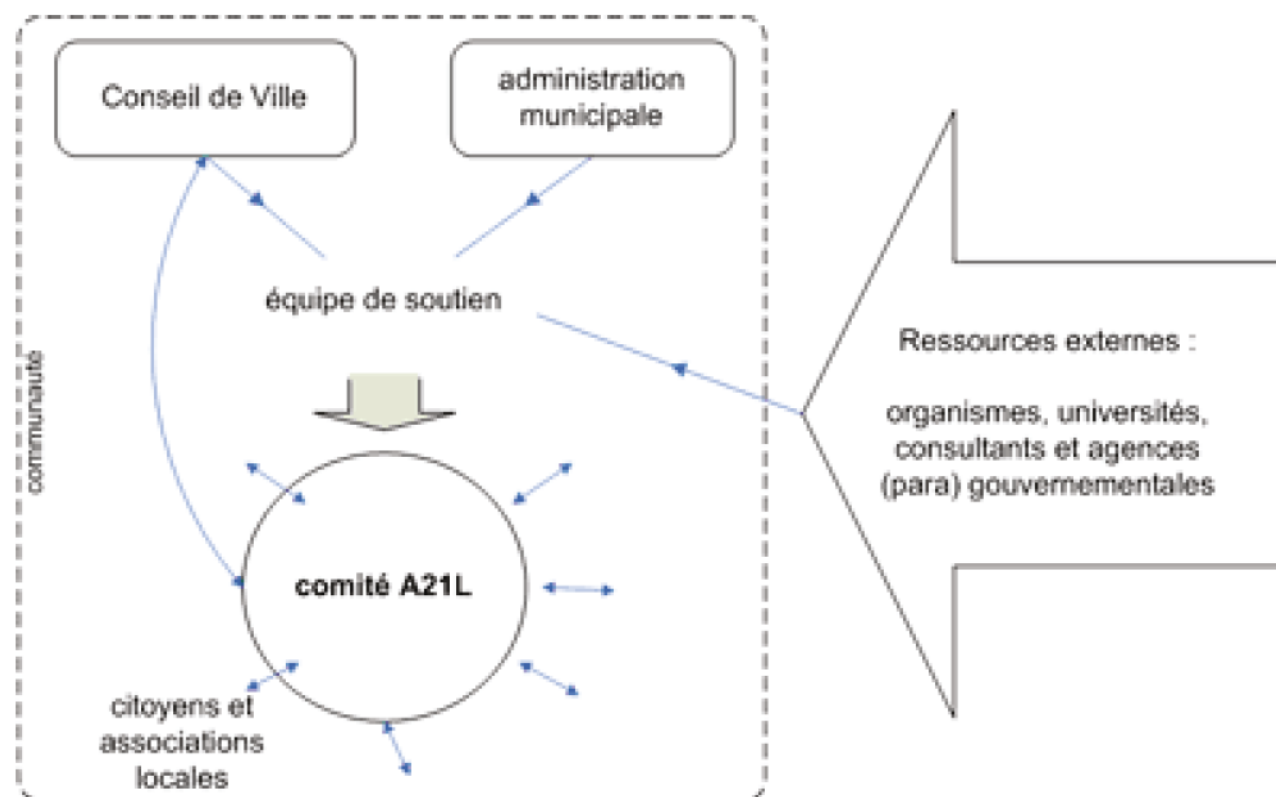 Conseil de Ville
administration
municipale
équipe de soutien
communauté
Ressources externes :
organismes, universités,
consultants et agences
(para) gouvernementales
comité A21L
citoyens et
associations
locales